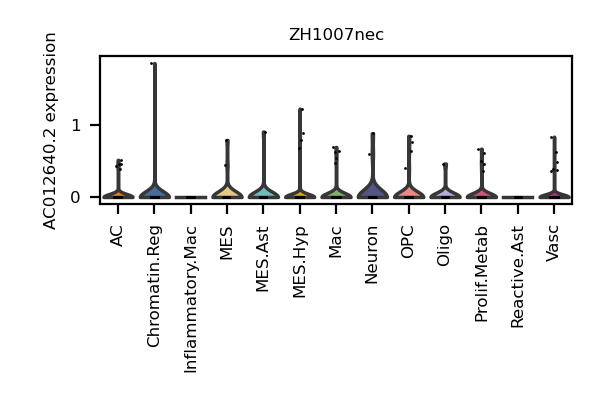 ZH1007nec
AC012640.2 expression
1
0
AC
Chromatin.Reg
Inflammatory.Mac
MES
MES.Ast
MES.Hyp
Mac
Neuron
OPC
Oligo
Prolif.Metab
Reactive.Ast
Vasc